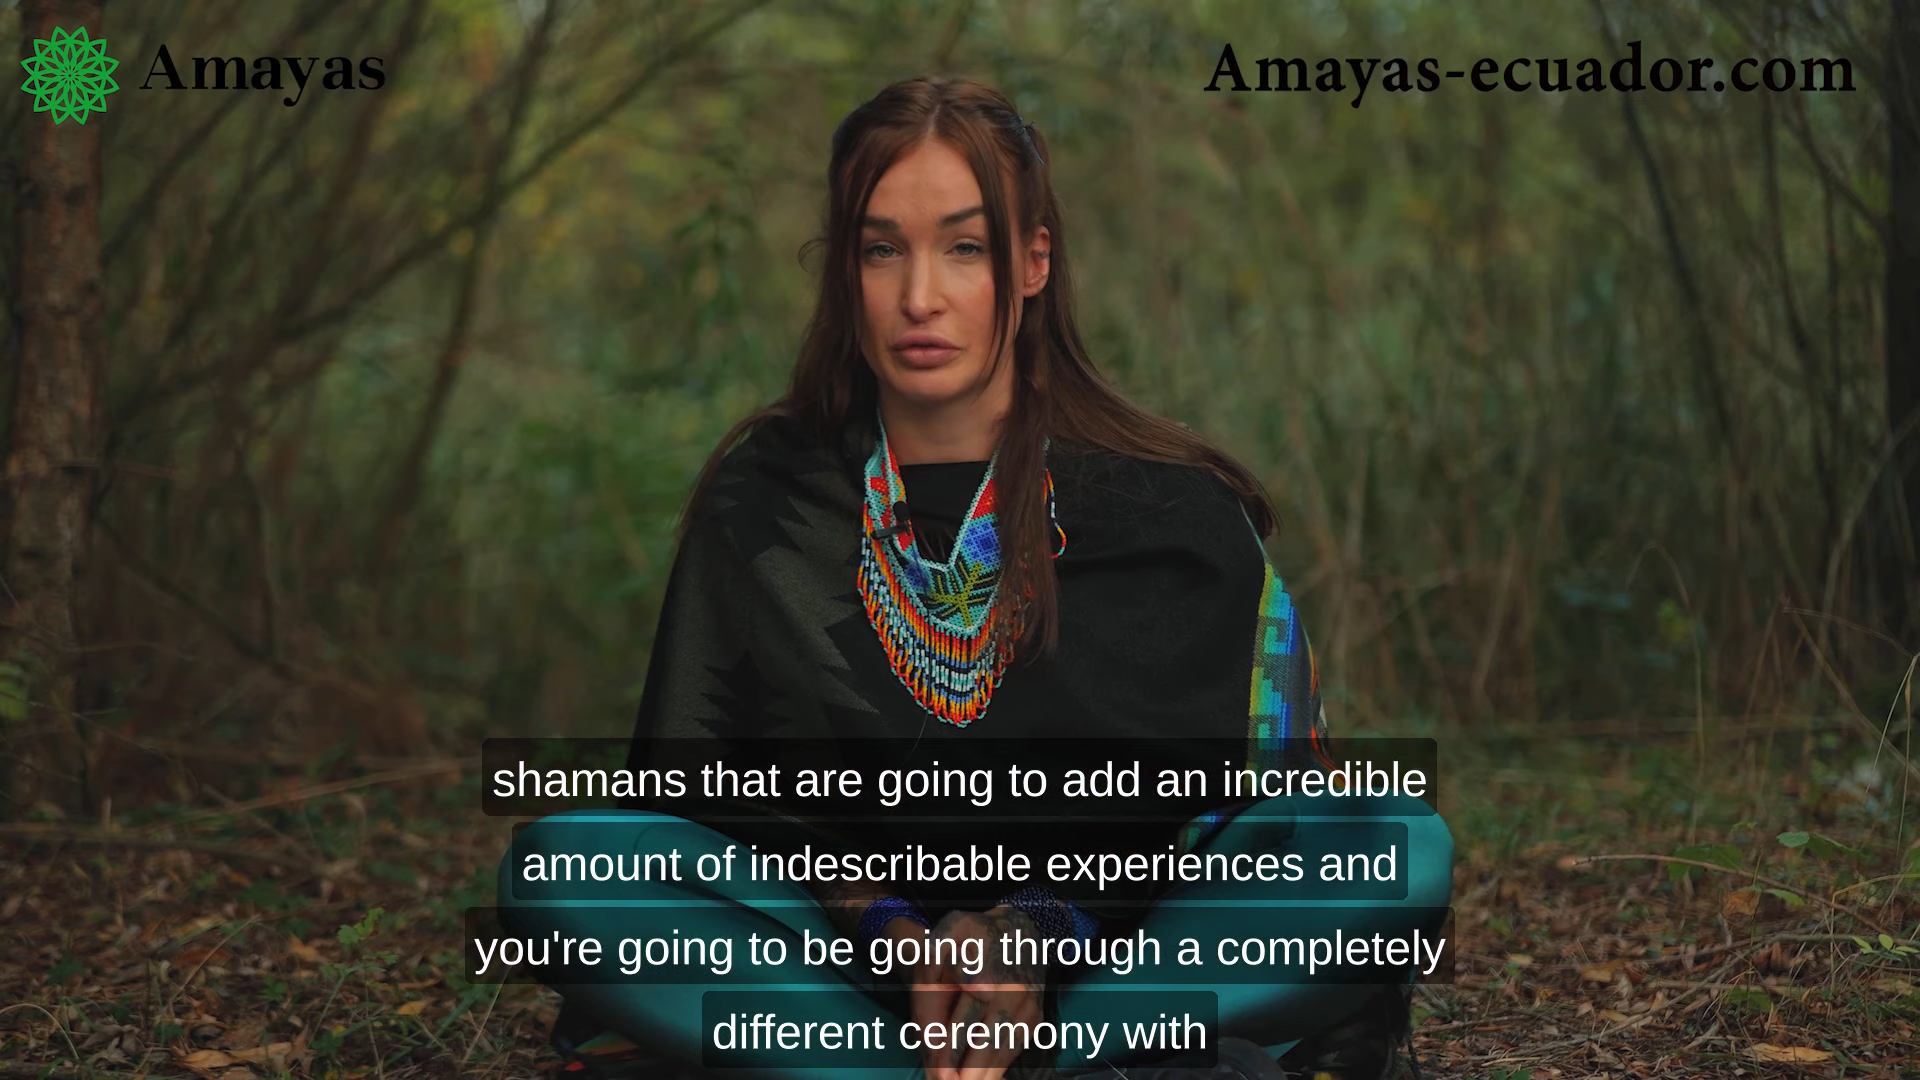 Amayas
Amayas-ecuador.com
shamans that are going to add an incredible
amount of indescribable experiences and
you're going to be going through a completely
different ceremony with